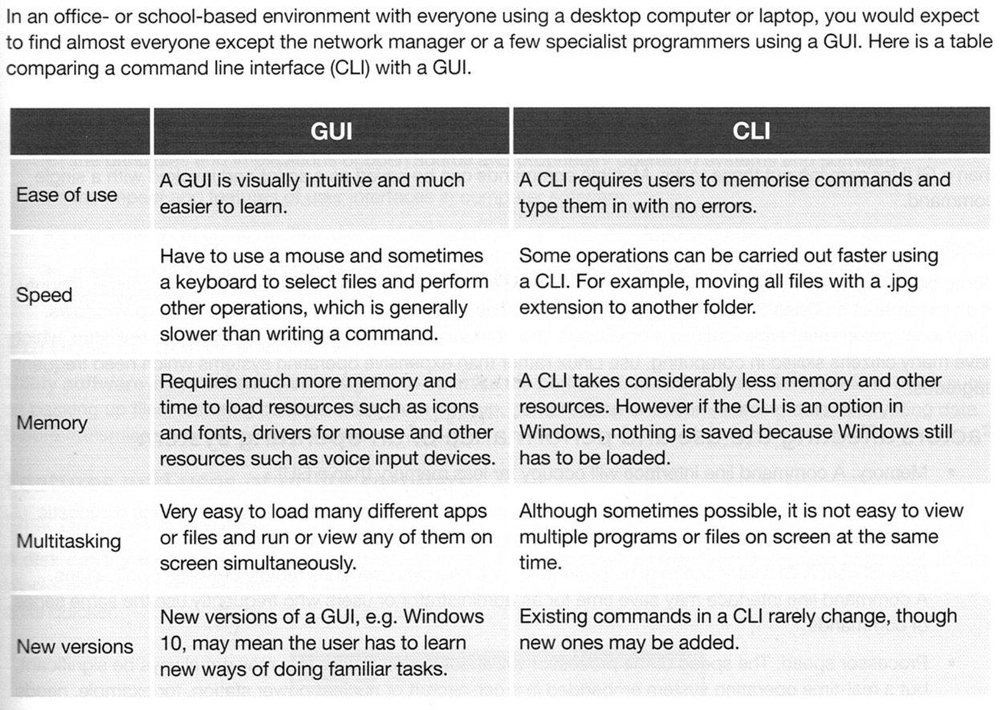 In an office- or school-based environment with everyone using a desktop computer or laptop, you would expect
to find almost everyone except the network manager or a few specialist programmers using a GUI. Here is a table
comparing a command line interface (CLI) with a GUI.
GUI
CLI
Ease of use
A GUI is visually intuitive and much
easier to learn.
A CLI requires users to memorise commands and
type them in with no errors.
Speed
Have to use a mouse and sometimes
a keyboard to select files and perform
other operations, which is generally
slower than writing a command.
Some operations can be carried out faster using
a CLI. For example, moving all files with a .jpg
extension to another folder.
Memory
Requires much more memory and
time to load resources such as icons
and fonts, drivers for mouse and other
resources such as voice input devices.
A CLI takes considerably less memory and other
resources. However if the CLI is an option in
Windows, nothing is saved because Windows still
has to be loaded.
Multitasking
Very easy to load many different apps
or files and run or view any of them on
screen simultaneously.
Although sometimes possible, it is not easy to view
multiple programs or files on screen at the same
time.
New versions
New versions of a GUI, e.g. Windows
10, may mean the user has to learn
new ways of doing familiar tasks.
Existing commands in a CLI rarely change, though
new ones may be added.